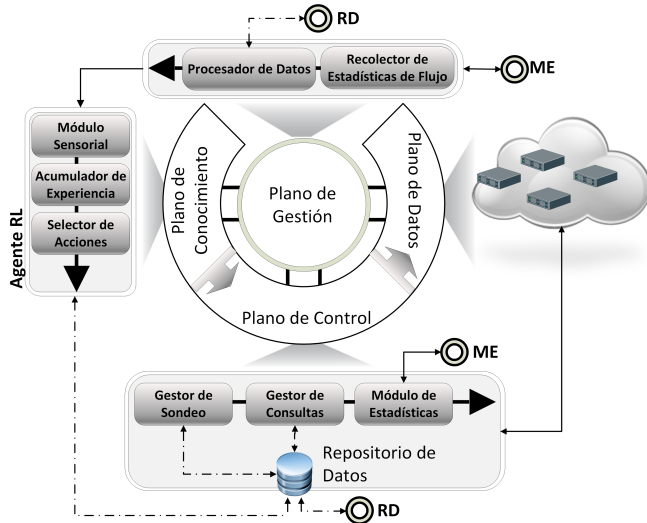 RD
Procesador de Datos
Recolector de
Estadísticas de Flujo
ME
Módulo
Sensorial
Acumulador de
Experiencia
Selector de
Acciones
Agente RL
Plano de
Conocimiento
Plano de
Gestión
Plano de Datos
Plano de Control
ME
Gestor de
Sondeo
Gestor de
Consultas
Módulo de
Estadísticas
Repositorio de
Datos
RD